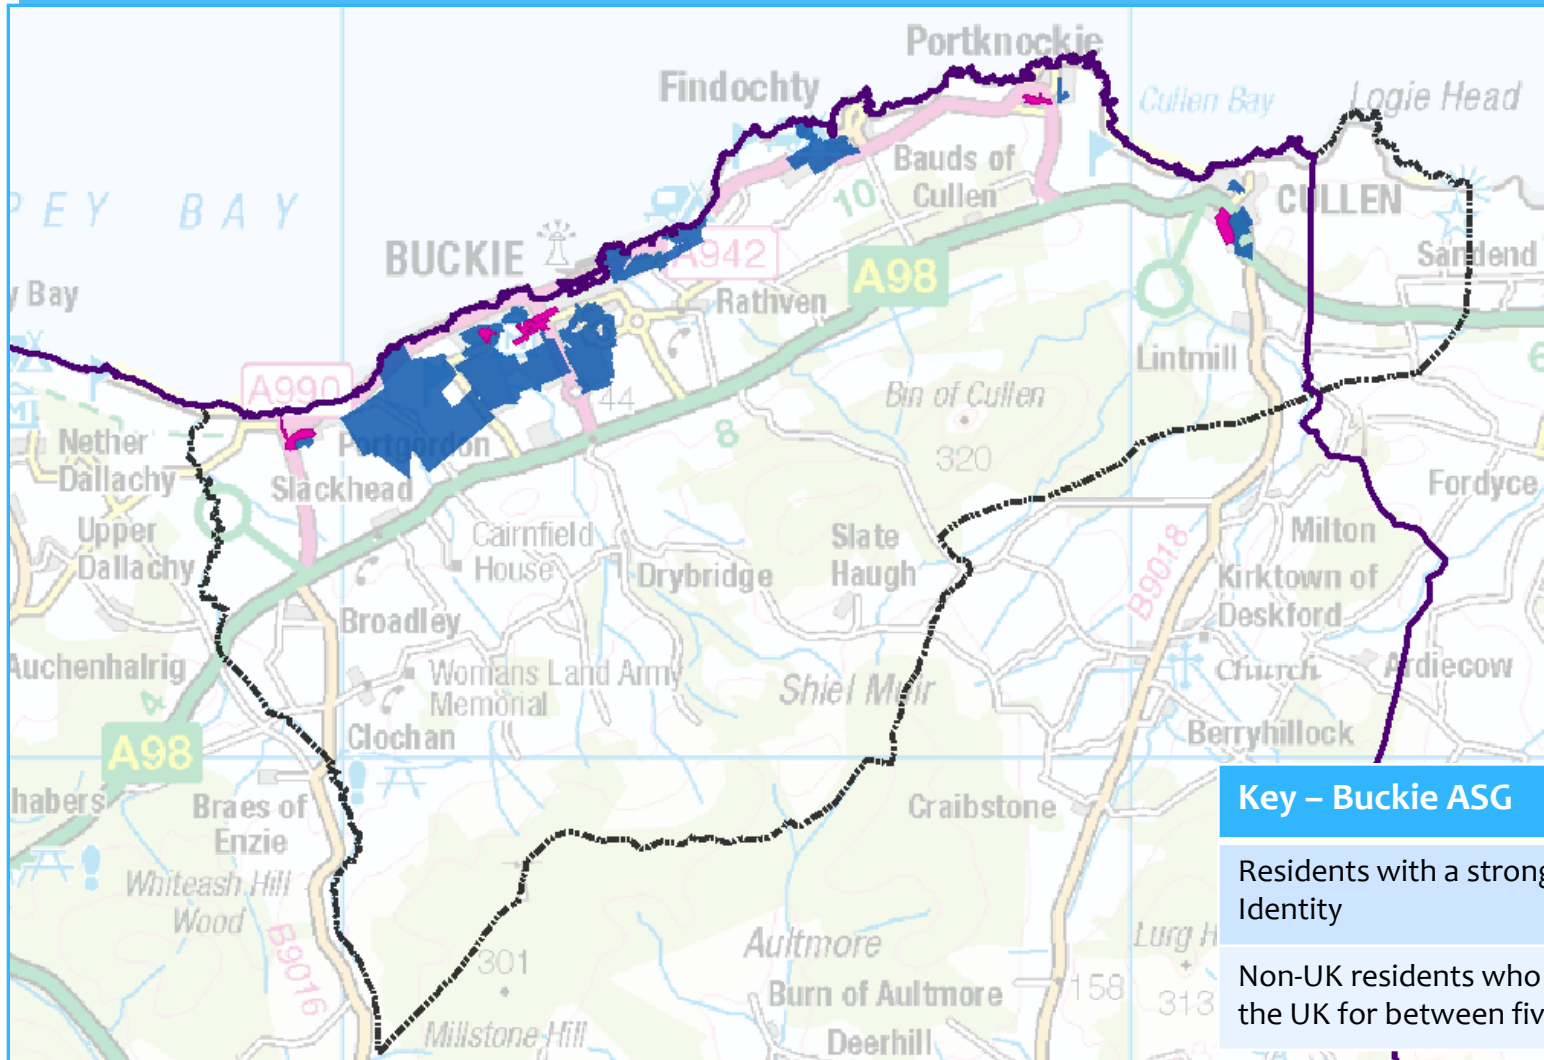 Portknockie
Findochty
Cullen Bay
Logie Head
Bauds of
Cullen
10
CULLEN
PEY BAY
BUCKIE
A942
A98
Sandend
y Bay
Rathven
Lintmill
A990
44
Bin of Cullen
8
320
Nether
Dallachy
Portgordon
Slackhead
Fordyce
Upper
Dallachy
Cairnfield
House
Slate
Haugh
Milton
Drybridge
B9018
Kirktown of
Deskford
Broadley
Auchenhalrig
Womans Land Army
Memorial
Shiel Muir
Church
Ardiecow
4
A98
Clochan
Berryhillock
habers
Braes of
Enzie
Craibstone
Key – Buckie ASG
Residents with a strong
Identity
Whiteash Hill
Wood
B9016
301
Aultmore
Lurg H
Non-UK residents who
the UK for between fiv
Burn of Aultmore
158
313
Millstone Hill
Deerhill